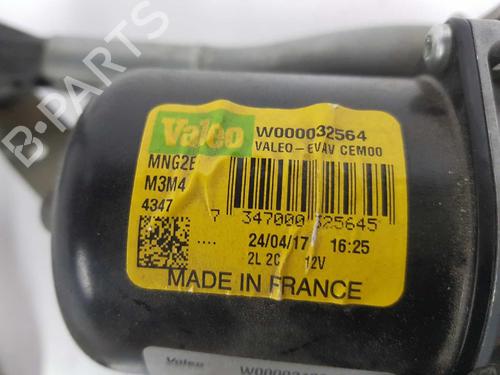 B-Parts
Valeo W000032564
VALEO-EVAV CEM00
MNG2E
M3M4
4347
7 347000 325645
.... 24/04/17 16:25
2L 2C 12V
MADE IN FRANCE
Valeo